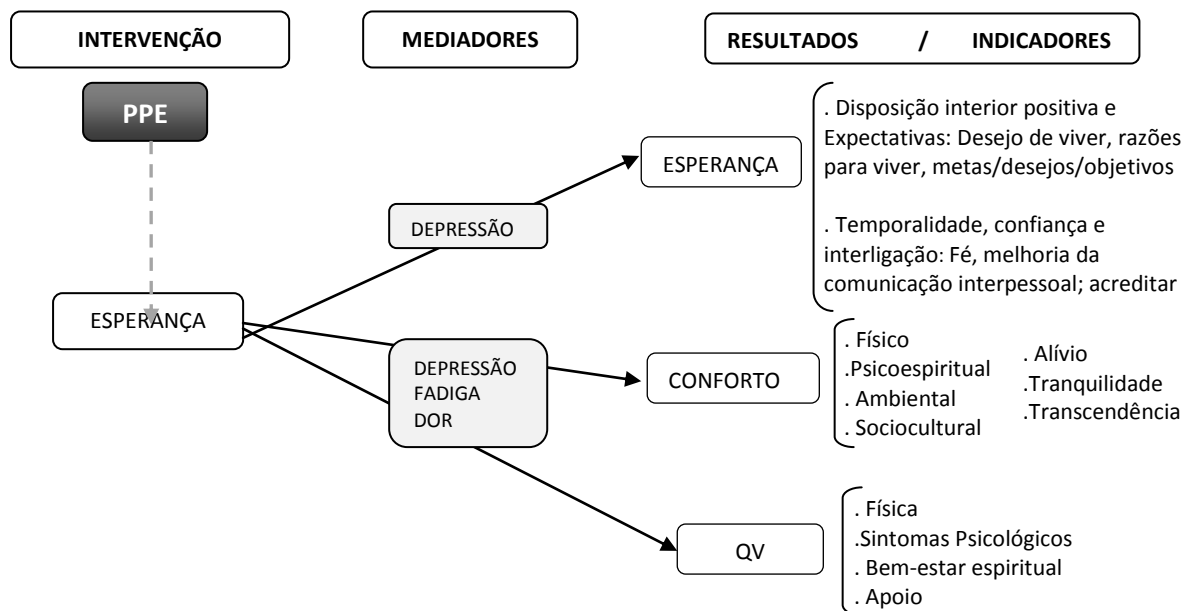 INTERVENÇÃO
MEDIADORES
RESULTADOS / INDICADORES
PPE
ESPERANÇA
DEPRESSÃO
DEPRESSÃO
FADIGA
DOR
ESPERANÇA
. Disposição interior positiva e
Expectativas: Desejo de viver, razões
para viver, metas/desejos/objetivos
. Temporalidade, confiança e
interligação: Fé, melhoria da
comunicação interpessoal; acreditar
CONFORTO
. Físico
.Psicoespiritual
. Ambiental
. Sociocultural
. Alívio
.Tranquilidade
.Transcendência
QV
. Física
.Sintomas Psicológicos
. Bem-estar espiritual
. Apoio